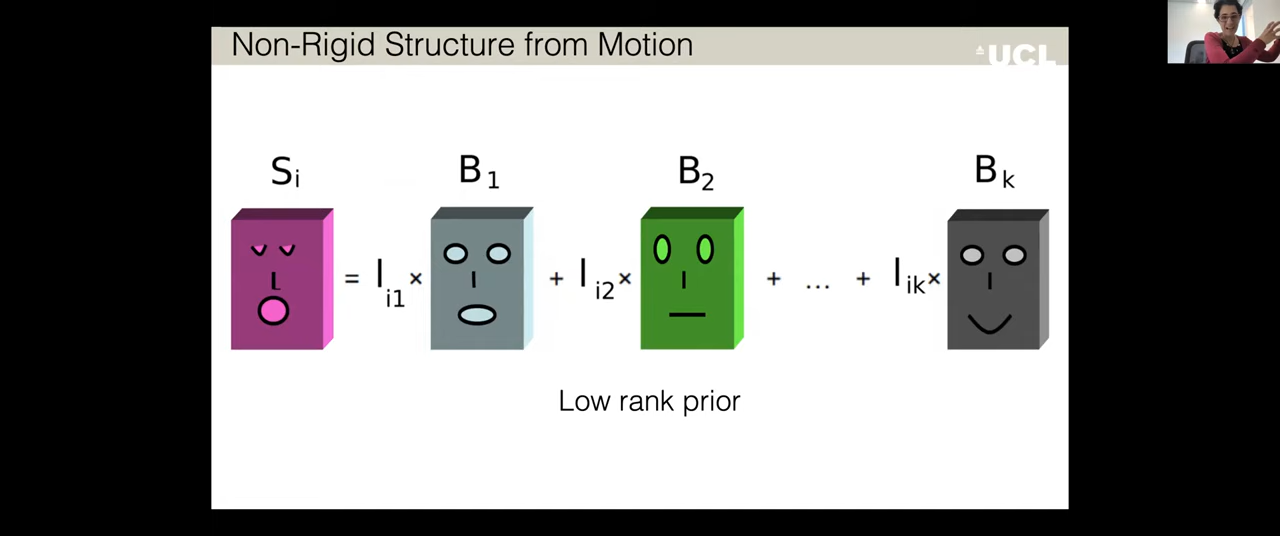 Non-Rigid Structure from Motion
UCL
Si B1 B2 Bk
= li1× + li2× + ... + lik×
Low rank prior